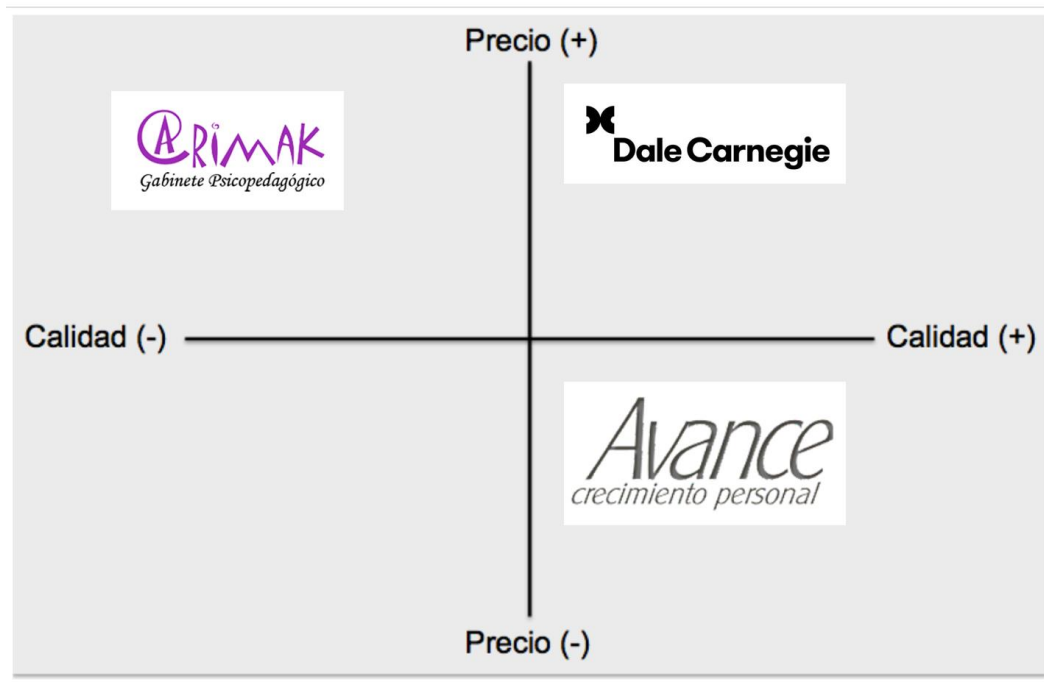 Precio (+)
CARIMAK
Gabinete Psicopedagógico
Dale Carnegie
Calidad (-)
Calidad (+)
Avance
crecimiento personal
Precio (-)